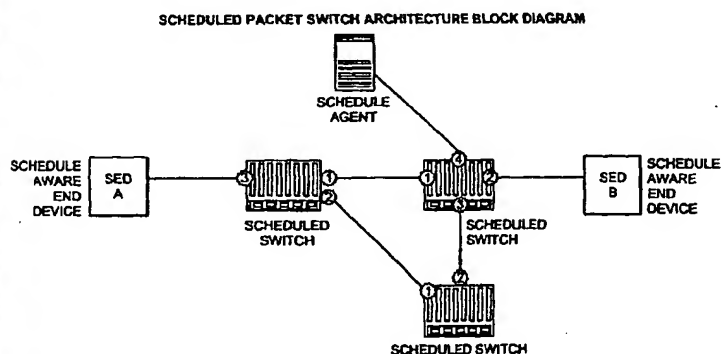 SCHEDULED PACKET SWITCH ARCHITECTURE BLOCK DIAGRAM
SCHEDULE
AGENT
SCHEDULE
AWARE
END
DEVICE
SED
A
3
1
2
SCHEDULED
SWITCH
4
1
2
3
SCHEDULED
SWITCH
SED
B
SCHEDULE
AWARE
END
DEVICE
2
1
SCHEDULED SWITCH